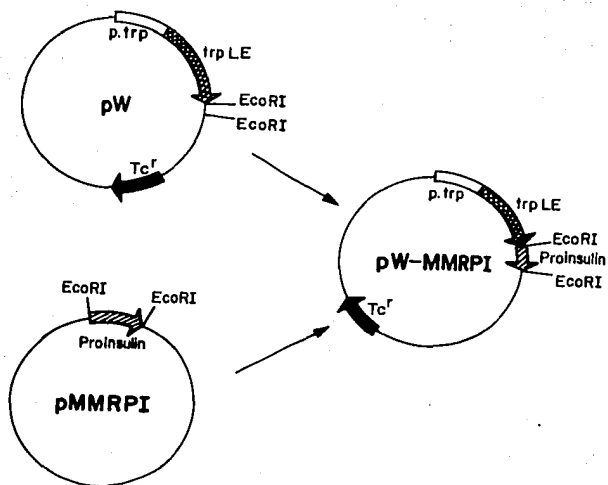 p.trp
trp LE
pW
EcoRI
EcoRI
Tcʳ
p.trp
trp LE
EcoRI
Proinsulin
EcoRI
pW-MMRPI
Tcʳ
EcoRI
EcoRI
Proinsulin
pMMRPI